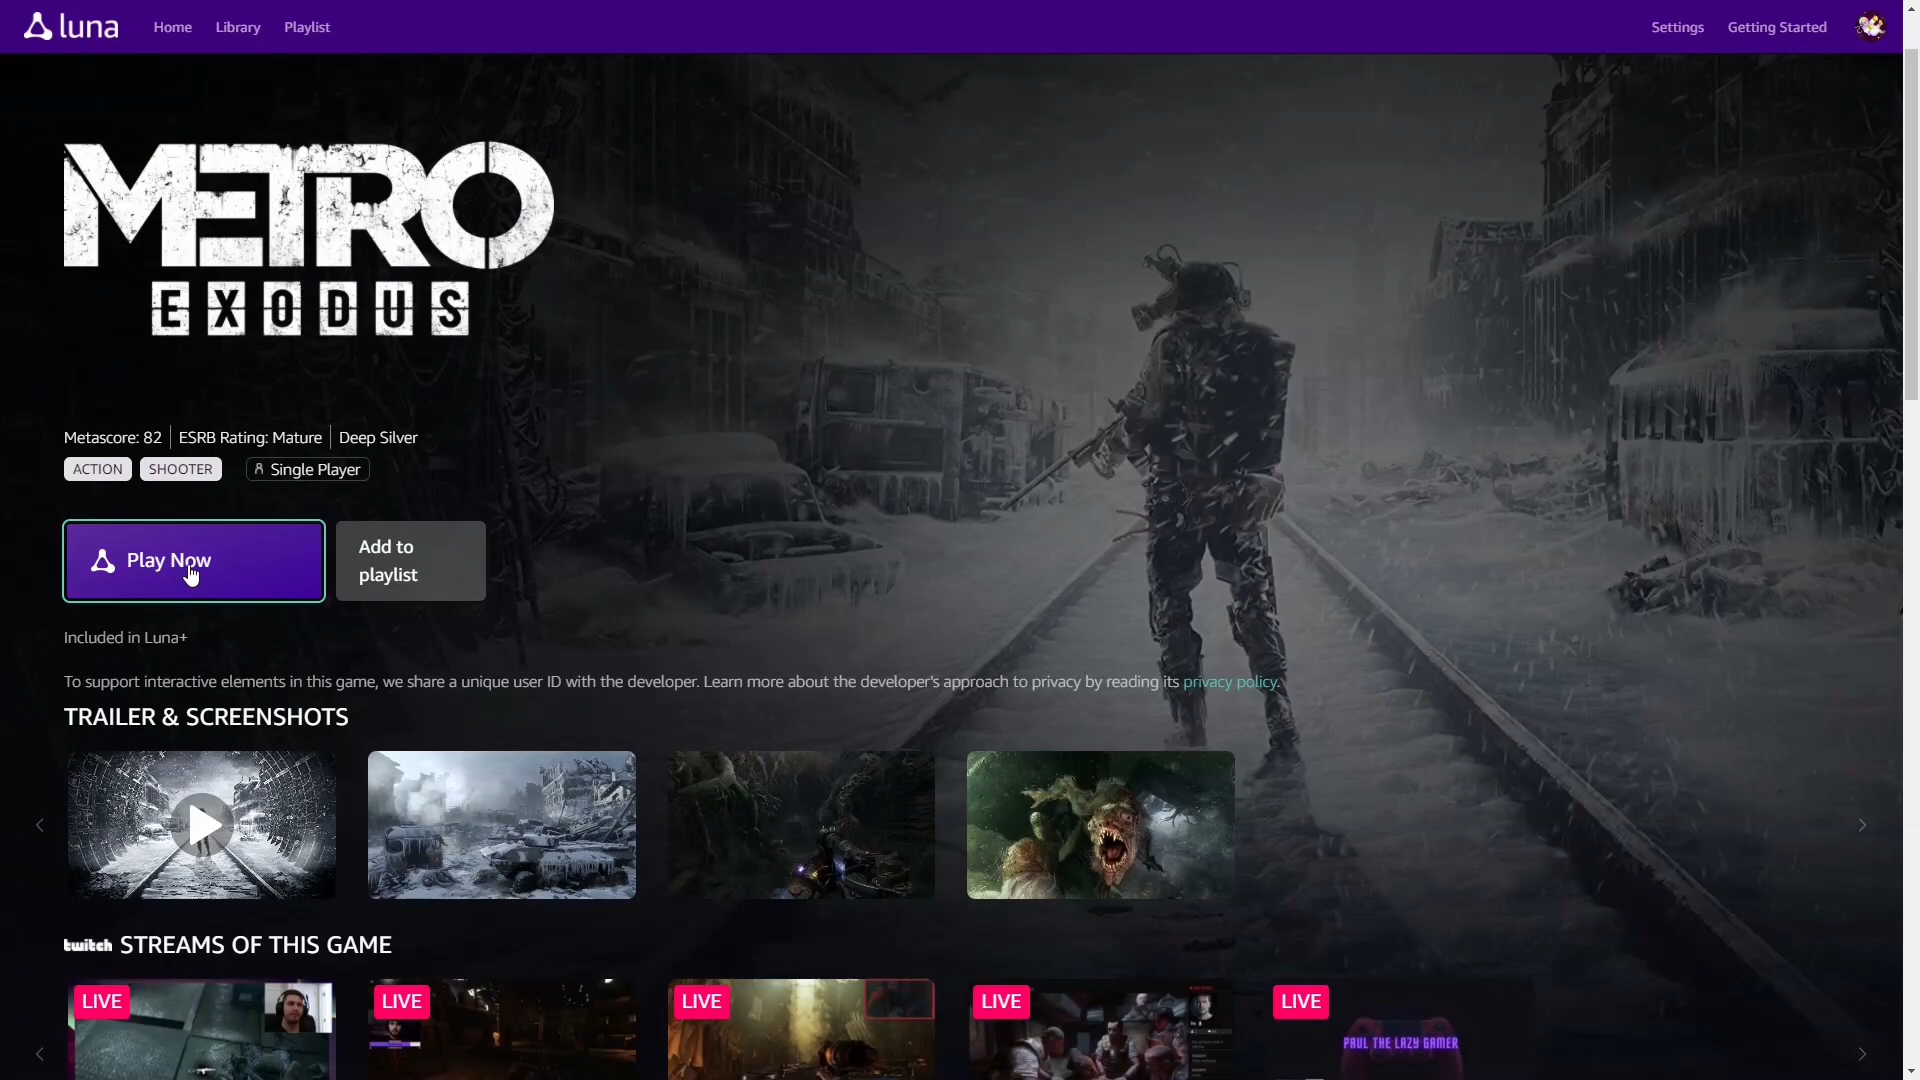 luna Home Library Playlist Settings Getting Started
METRO
EXODUS
Metascore: 82 ESRB Rating: Mature Deep Silver
ACTION SHOOTER Single Player
Play Now
Add to
playlist
Included in Luna+
To support interactive elements in this game, we share a unique user ID with the developer. Learn more about the developer's approach to privacy by reading its privacy policy.
TRAILER & SCREENSHOTS
twitch STREAMS OF THIS GAME
LIVE LIVE LIVE LIVE LIVE
PAUL THE LAZY GAMER